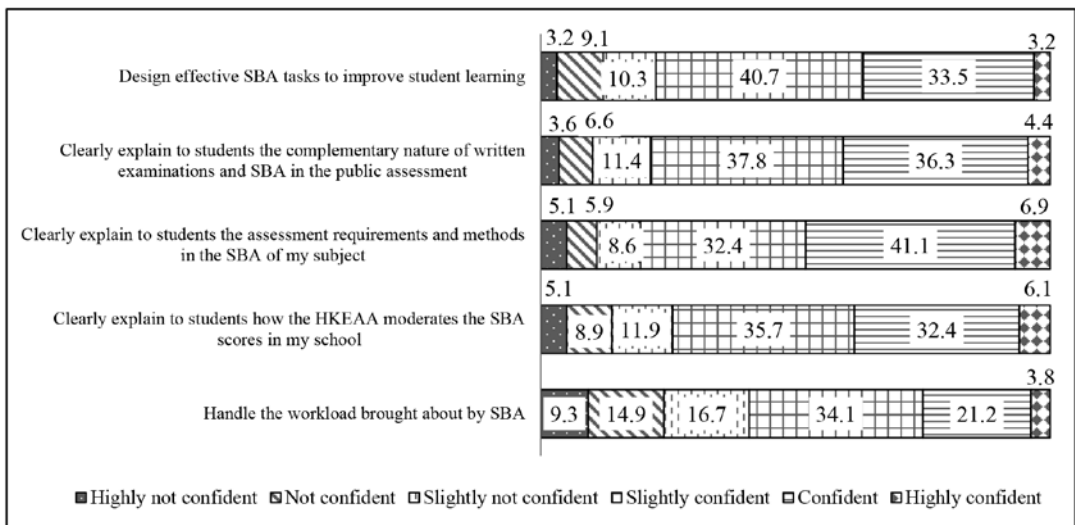 3.2 9.1 3.2
Design effective SBA tasks to improve student learning
10.3 40.7 33.5
3.6 6.6 4.4
Clearly explain to students the complementary nature of written
examinations and SBA in the public assessment
11.4 37.8 36.3
5.1 5.9 6.9
Clearly explain to students the assessment requirements and methods
in the SBA of my subject
8.6 32.4 41.1
5.1 6.1
Clearly explain to students how the HKEAA moderates the SBA
scores in my school
8.9 11.9 35.7 32.4
3.8
Handle the workload brought about by SBA
9.3 14.9 16.7 34.1 21.2
Highly not confident Not confident Slightly not confident Slightly confident Confident Highly confident